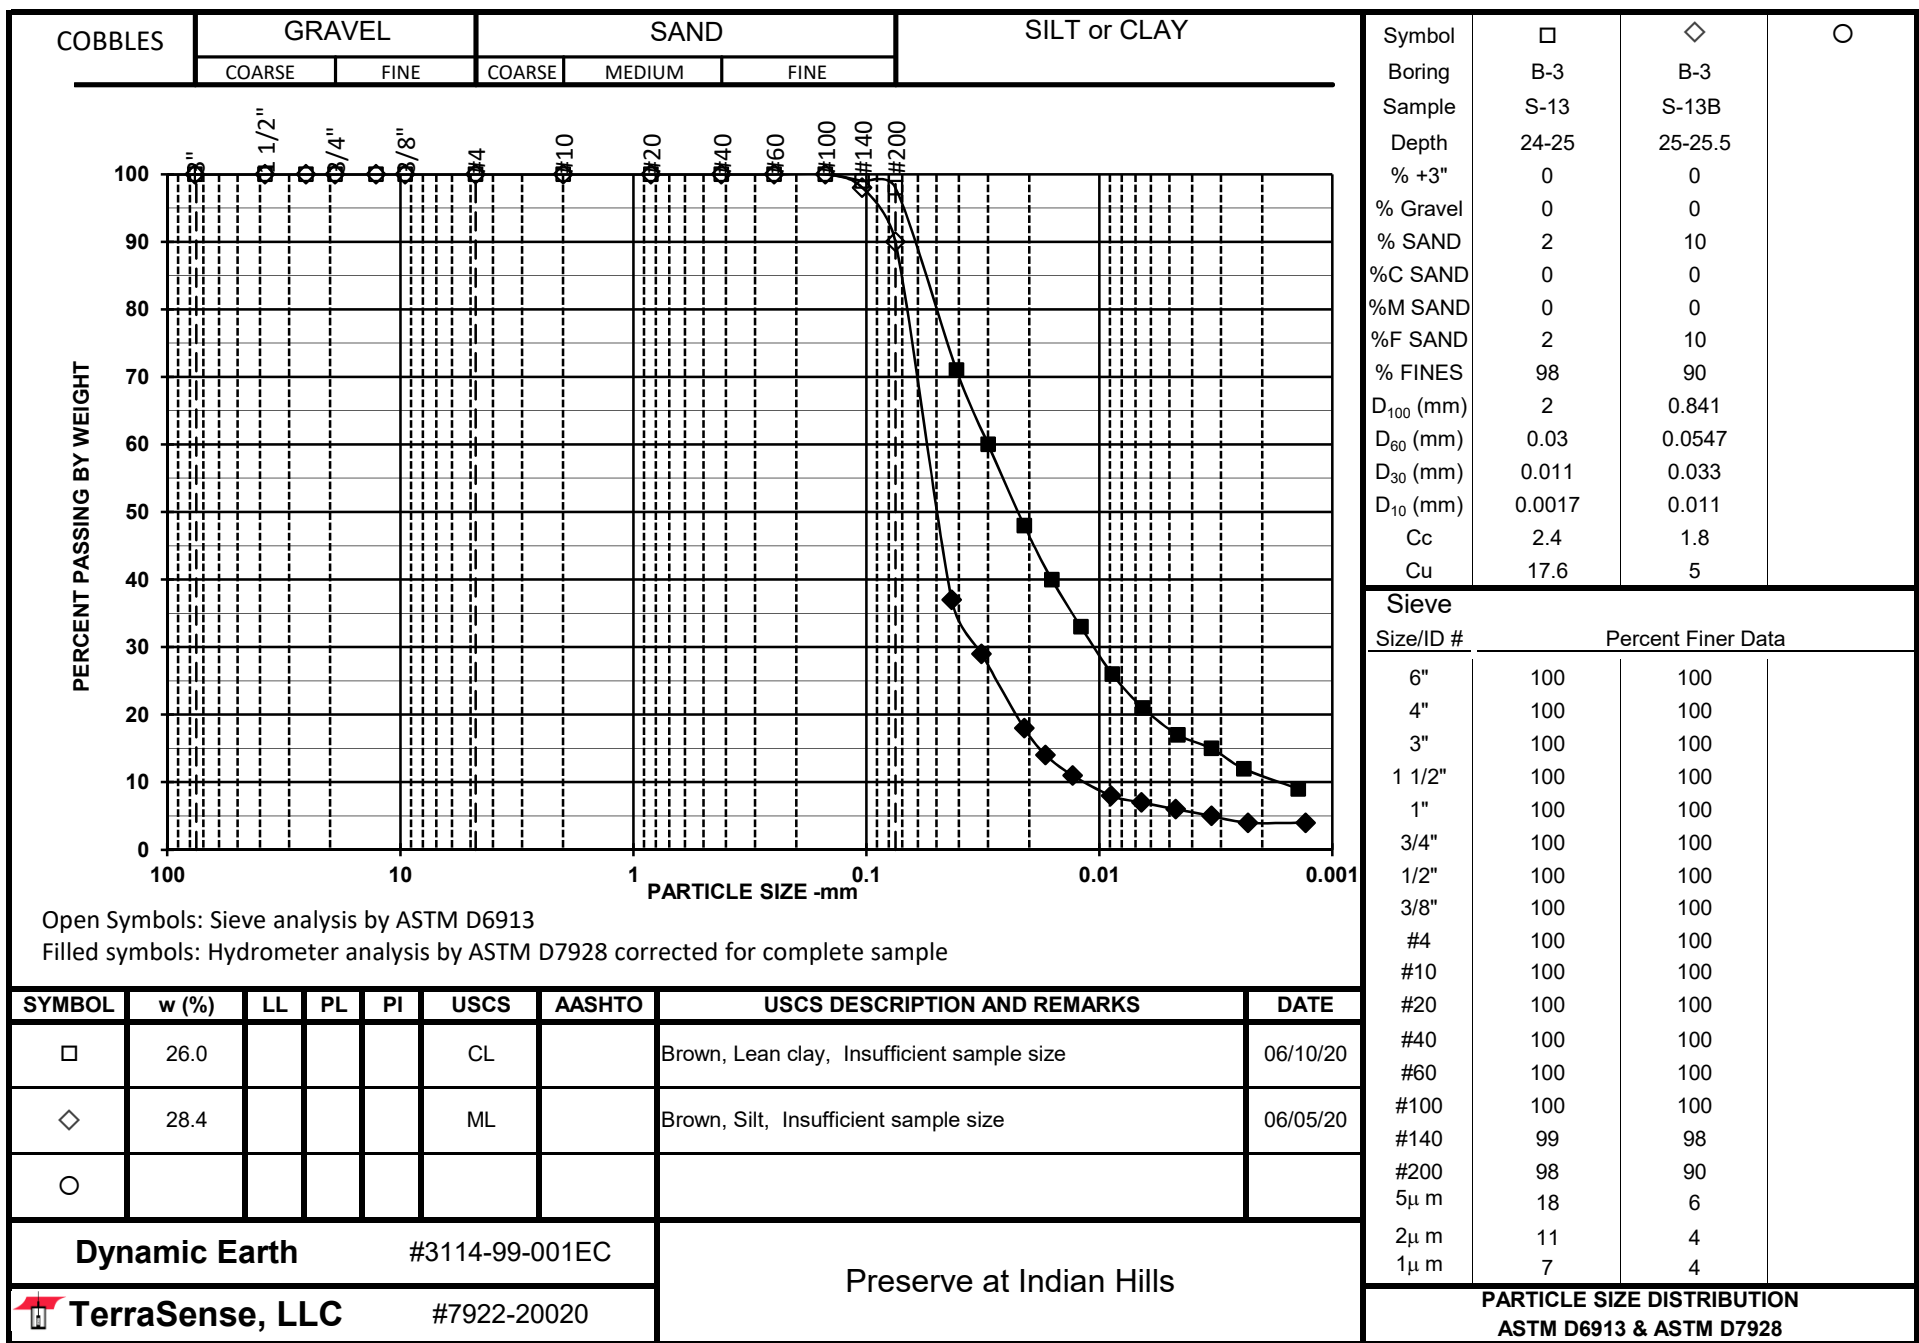 COBBLES GRAVEL SAND SILT or CLAY
COARSE FINE COARSE MEDIUM FINE
3" 1 1/2" 3/4" 3/8" #4 #10 #20 #40 #60 #100 #140 #200
100
90
80
70
60
50
40
30
20
10
0
PERCENT PASSING BY WEIGHT
100 10 1 0.1 0.01 0.001
PARTICLE SIZE -mm
Open Symbols: Sieve analysis by ASTM D6913
Filled symbols: Hydrometer analysis by ASTM D7928 corrected for complete sample
Symbol □ ◇ ○
Boring B-3 B-3
Sample S-13 S-13B
Depth 24-25 25-25.5
% +3" 0 0
% Gravel 0 0
% SAND 2 10
%C SAND 0 0
%M SAND 0 0
%F SAND 2 10
% FINES 98 90
D100 (mm) 2 0.841
D60 (mm) 0.03 0.0547
D30 (mm) 0.011 0.033
D10 (mm) 0.0017 0.011
Cc 2.4 1.8
Cu 17.6 5
Sieve
Size/ID # Percent Finer Data
6" 100 100
4" 100 100
3" 100 100
1 1/2" 100 100
1" 100 100
3/4" 100 100
1/2" 100 100
3/8" 100 100
#4 100 100
#10 100 100
#20 100 100
#40 100 100
#60 100 100
#100 100 100
#140 99 98
#200 98 90
5μ m 18 6
2μ m 11 4
1μ m 7 4
SYMBOL w (%) LL PL PI USCS AASHTO USCS DESCRIPTION AND REMARKS DATE
□ 26.0 CL Brown, Lean clay, Insufficient sample size 06/10/20
◇ 28.4 ML Brown, Silt, Insufficient sample size 06/05/20
○
Dynamic Earth #3114-99-001EC
TerraSense, LLC #7922-20020
Preserve at Indian Hills
PARTICLE SIZE DISTRIBUTION
ASTM D6913 & ASTM D7928